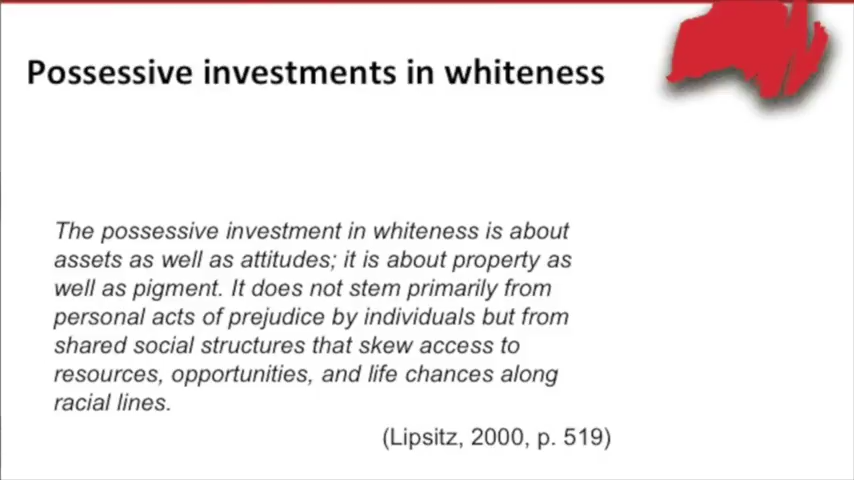 Possessive investments in whiteness
The possessive investment in whiteness is about
assets as well as attitudes; it is about property as
well as pigment. It does not stem primarily from
personal acts of prejudice by individuals but from
shared social structures that skew access to
resources, opportunities, and life chances along
racial lines.
(Lipsitz, 2000, p. 519)